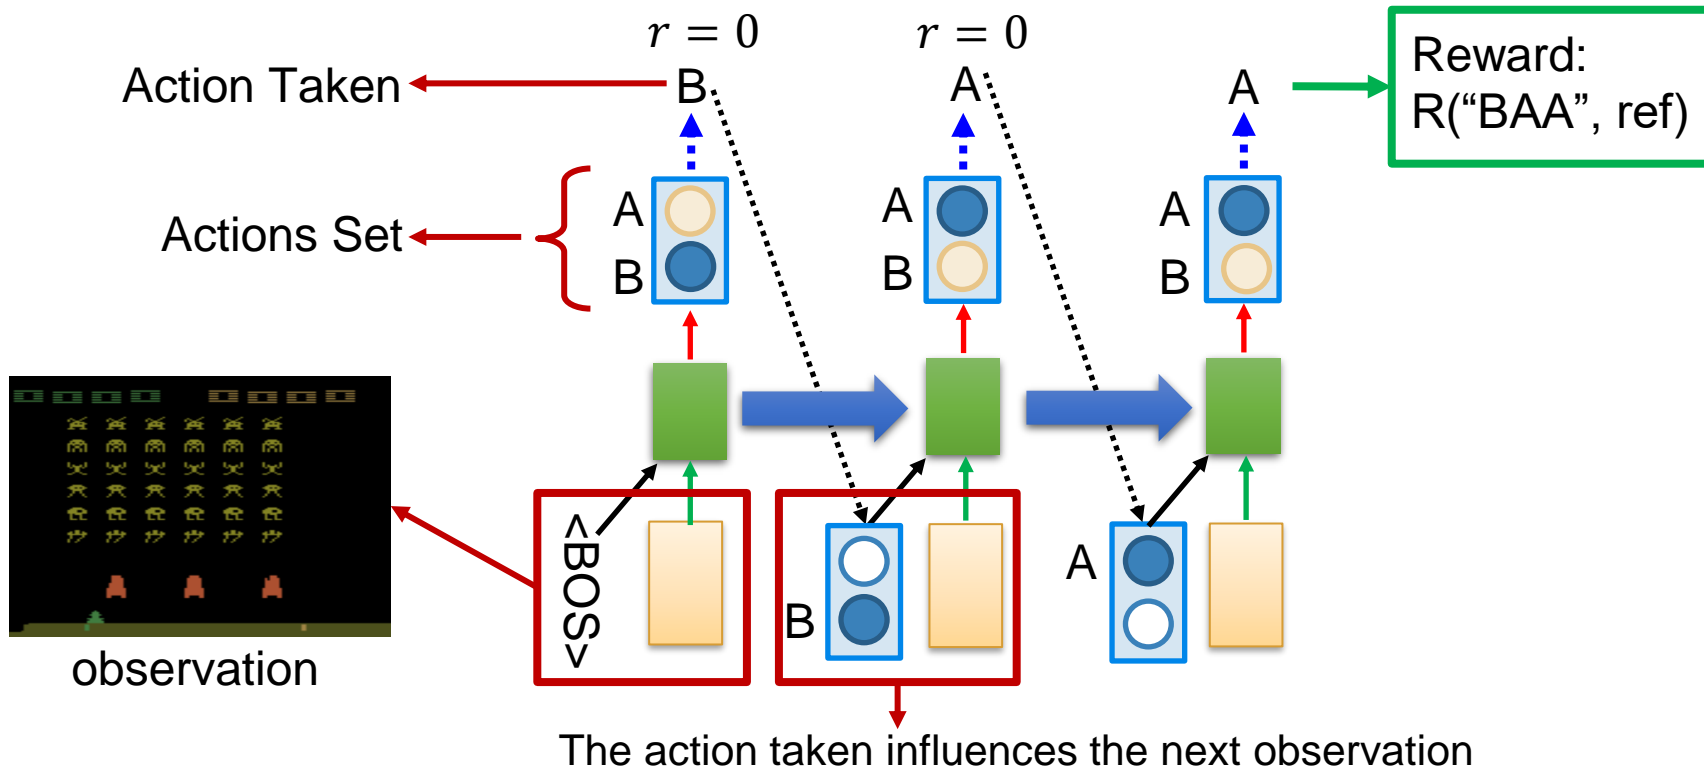 r = 0
r = 0
Action Taken
B
A
A
Reward:
R(“BAA”, ref)
Actions Set
A
B
A
B
A
B
<BOS>
B
A
observation
The action taken influences the next observation